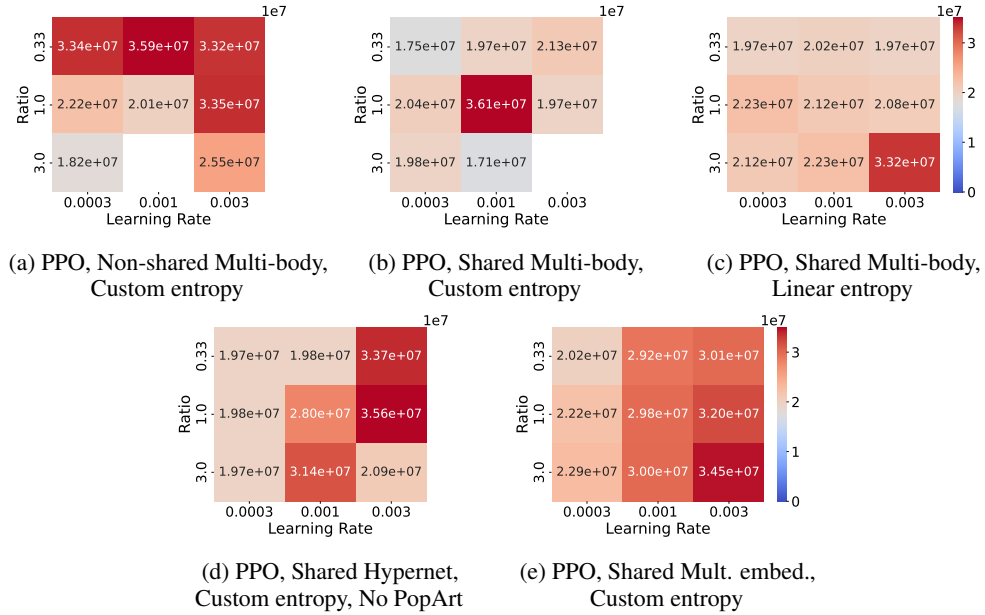 1e7
1e7
1e7
Ratio
0.33
3.34e+07 3.59e+07 3.32e+07
1.0
2.22e+07 2.01e+07 3.35e+07
3.0
1.82e+07 2.55e+07
0.0003 0.001 0.003
Learning Rate
Ratio
0.33
1.75e+07 1.97e+07 2.13e+07
1.0
2.04e+07 3.61e+07 1.97e+07
3.0
1.98e+07 1.71e+07
0.0003 0.001 0.003
Learning Rate
Ratio
0.33
1.97e+07 2.02e+07 1.97e+07
1.0
2.23e+07 2.12e+07 2.08e+07
3.0
2.12e+07 2.23e+07 3.32e+07
0.0003 0.001 0.003
Learning Rate
3
2
1
0
(a) PPO, Non-shared Multi-body,
Custom entropy
(b) PPO, Shared Multi-body,
Custom entropy
(c) PPO, Shared Multi-body,
Linear entropy
1e7
1e7
Ratio
0.33
1.97e+07 1.98e+07 3.37e+07
1.0
1.98e+07 2.80e+07 3.56e+07
3.0
1.97e+07 3.14e+07 2.09e+07
0.0003 0.001 0.003
Learning Rate
Ratio
0.33
2.02e+07 2.92e+07 3.01e+07
1.0
2.22e+07 2.98e+07 3.20e+07
3.0
2.29e+07 3.00e+07 3.45e+07
0.0003 0.001 0.003
Learning Rate
3
2
1
0
(d) PPO, Shared Hypernet,
Custom entropy, No PopArt
(e) PPO, Shared Mult. embed.,
Custom entropy